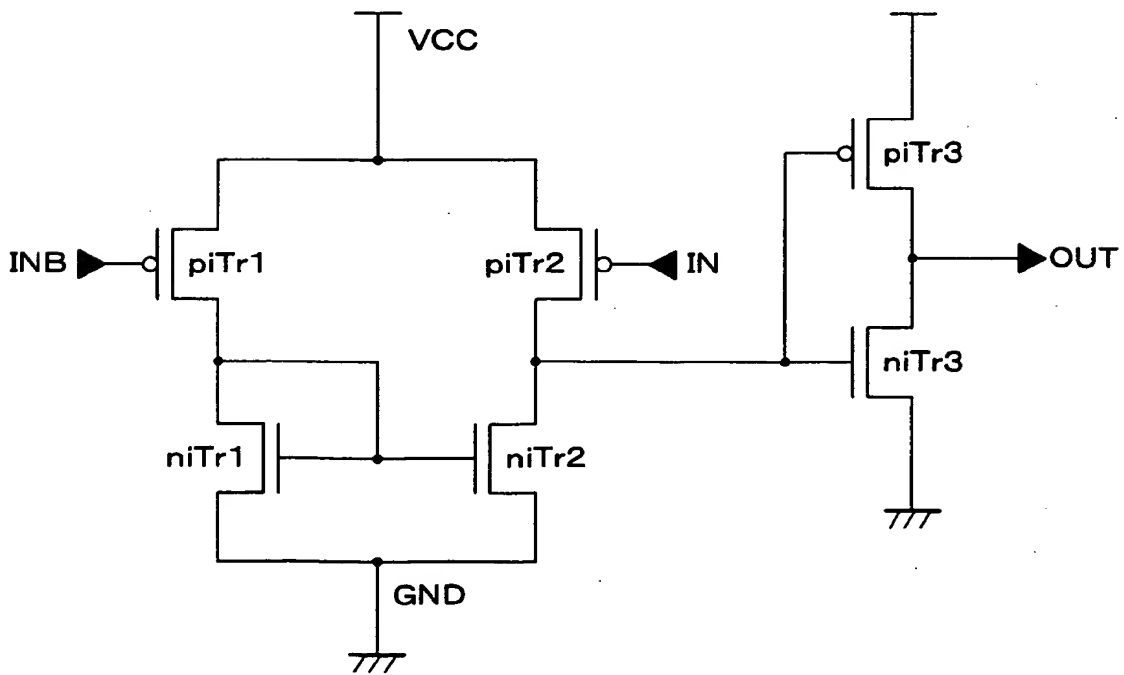 VCC
piTr3
INB
piTr1
piTr2
IN
OUT
niTr3
niTr1
niTr2
GND